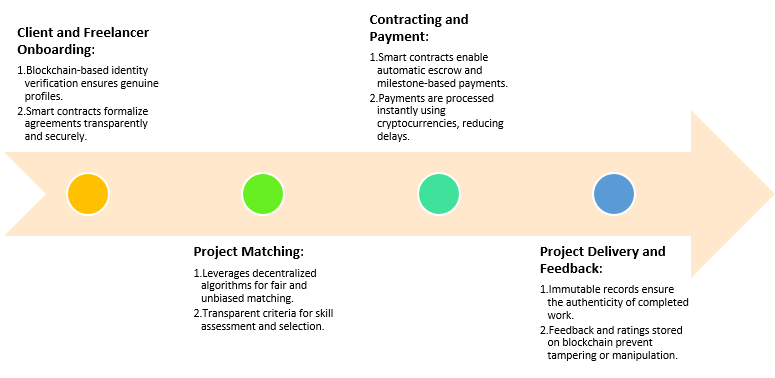 Client and Freelancer
Onboarding:
1.Blockchain-based identity
verification ensures genuine
profiles.
2.Smart contracts formalize
agreements transparently
and securely.
Project Matching:
1.Leverages decentralized
algorithms for fair and
unbiased matching.
2.Transparent criteria for skill
assessment and selection.
Contracting and
Payment:
1.Smart contracts enable
automatic escrow and
milestone-based payments.
2.Payments are processed
instantly using
cryptocurrencies, reducing
delays.
Project Delivery and
Feedback:
1.Immutable records ensure
the authenticity of completed
work.
2.Feedback and ratings stored
on blockchain prevent
tampering or manipulation.